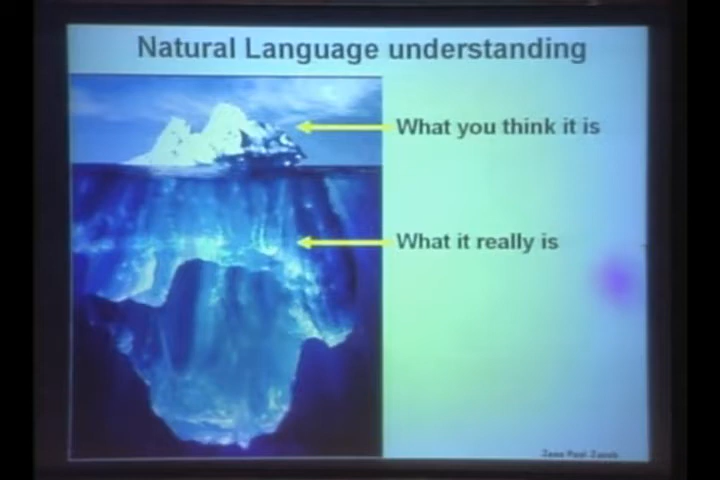 Natural Language understanding
What you think it is
What it really is